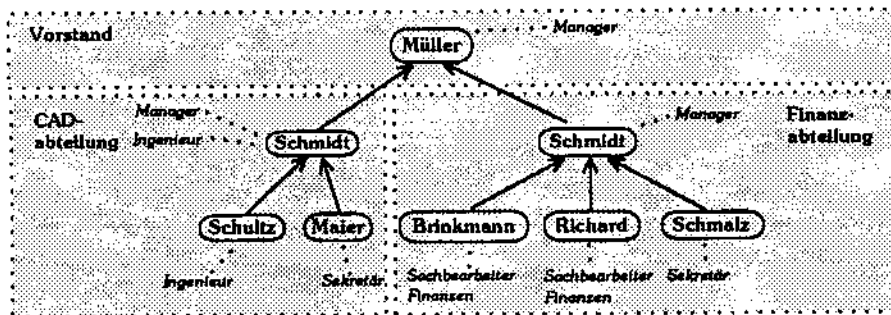 Vorstand
Müller
Manager
CAD-
abteilung
Manager
Ingenieur
Schmidt
Schmidt
Manager
Finanz-
abteilung
Schultz
Maier
Brinkmann
Richard
Schmalz
Ingenieur
Sekretär
Sachbearbeiter
Finanzen
Sachbearbeiter
Finanzen
Sekretär